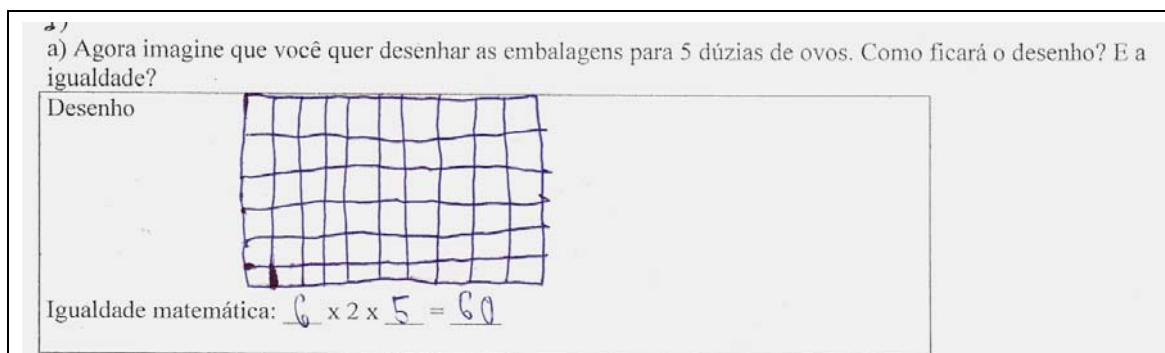 a) Agora imagine que você quer desenhar as embalagens para 5 dúzias de ovos. Como ficará o desenho? E a
igualdade?
Desenho
Igualdade matemática: 6 x 2 x 5 = 60